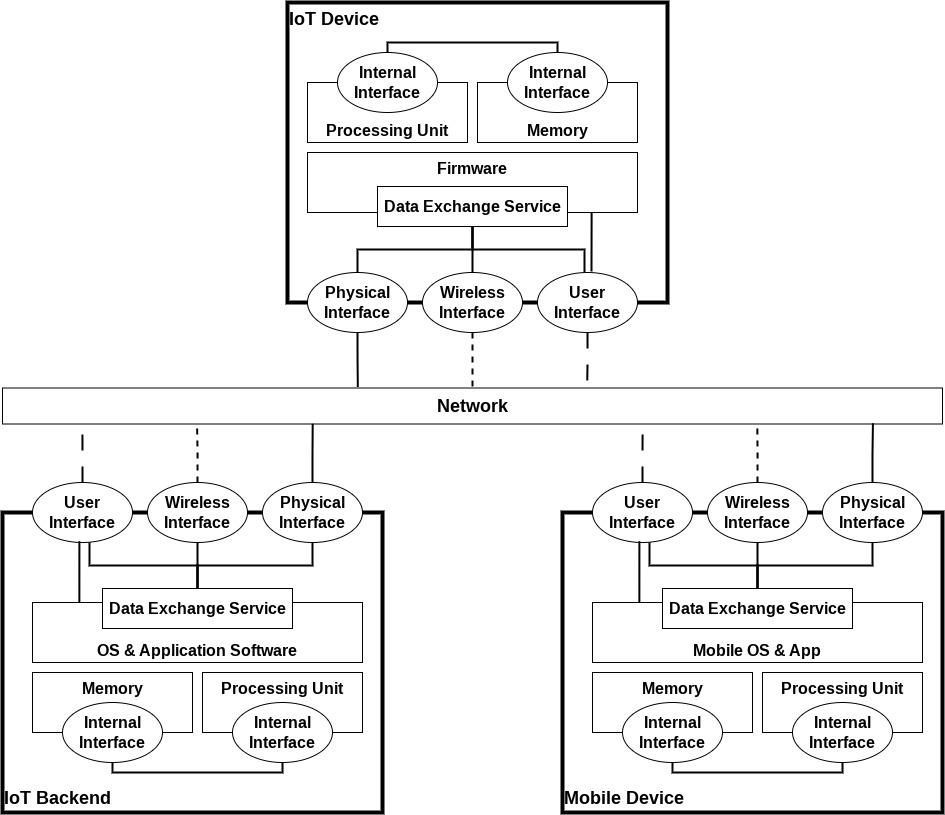 IoT Device
Internal
Interface
Internal
Interface
Processing Unit
Memory
Firmware
Data Exchange Service
Physical
Interface
Wireless
Interface
User
Interface
Network
User
Interface
Wireless
Interface
Physical
Interface
Data Exchange Service
OS & Application Software
Memory
Processing Unit
Internal
Interface
Internal
Interface
IoT Backend
User
Interface
Wireless
Interface
Physical
Interface
Data Exchange Service
Mobile OS & App
Memory
Processing Unit
Internal
Interface
Internal
Interface
Mobile Device